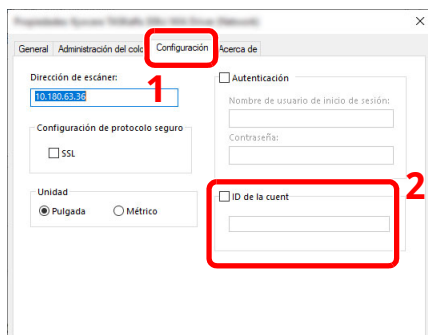 General Administración del colo Configuración Acerca de
1
Dirección de escáner:
10.180.63.36
Configuración de protocolo seguro
SSL
Unidad
Pulgada Métrico
Autenticación
Nombre de usuario de inicio de sesión:
Contraseña:
2
ID de la cuent